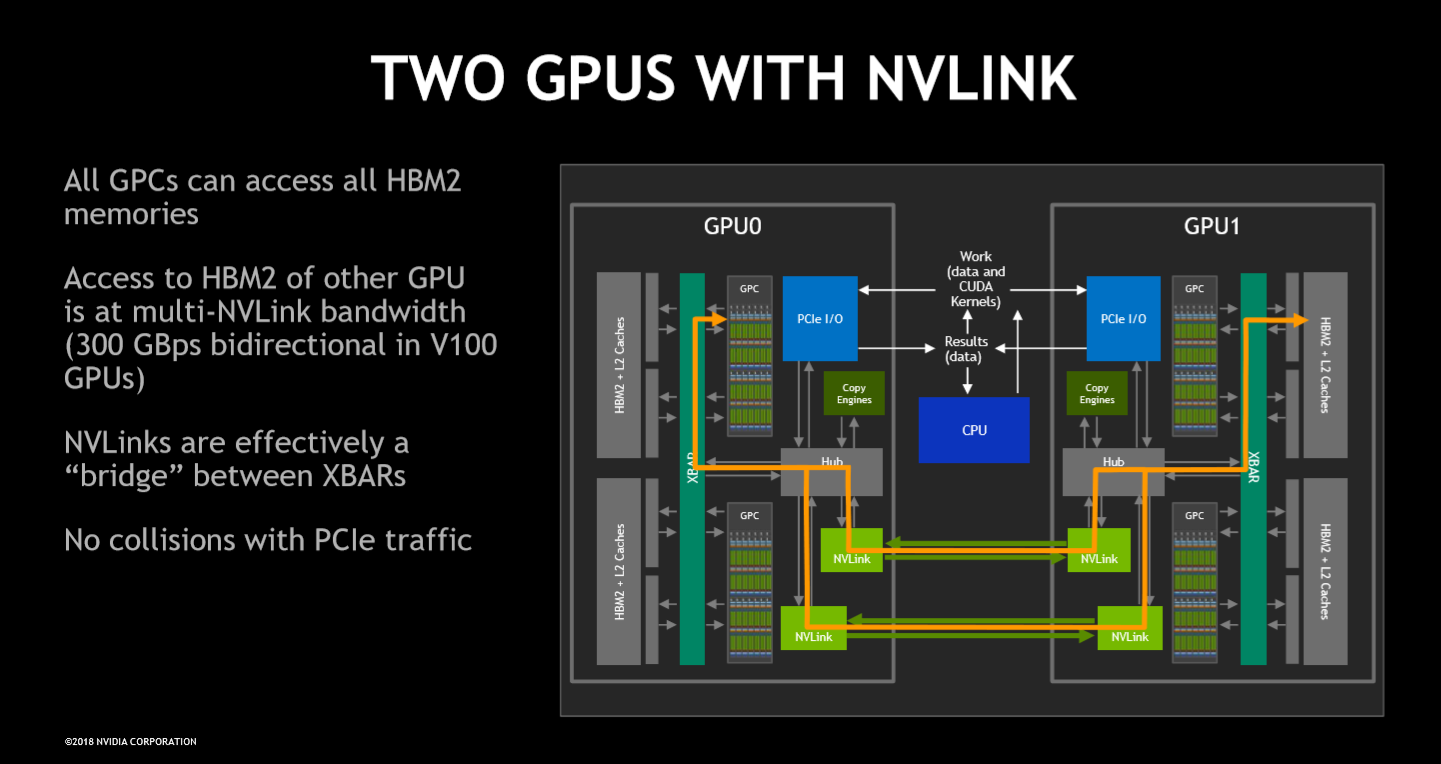 TWO GPUS WITH NVLINK
All GPCs can access all HBM2
memories
Access to HBM2 of other GPU
is at multi-NVLink bandwidth
(300 GBps bidirectional in V100
GPUs)
NVLinks are effectively a
“bridge” between XBARs
No collisions with PCIe traffic
GPU0
HBM2 + L2 Caches
HBM2 + L2 Caches
XBAR
GPC
GPC
PCIe I/O
Copy
Engines
Hub
NVLink
NVLink
Work
(data and
CUDA
Kernels)
Results
(data)
CPU
GPU1
PCIe I/O
Copy
Engines
Hub
NVLink
NVLink
GPC
GPC
XBAR
HBM2 + L2 Caches
HBM2 + L2 Caches
©2018 NVIDIA CORPORATION